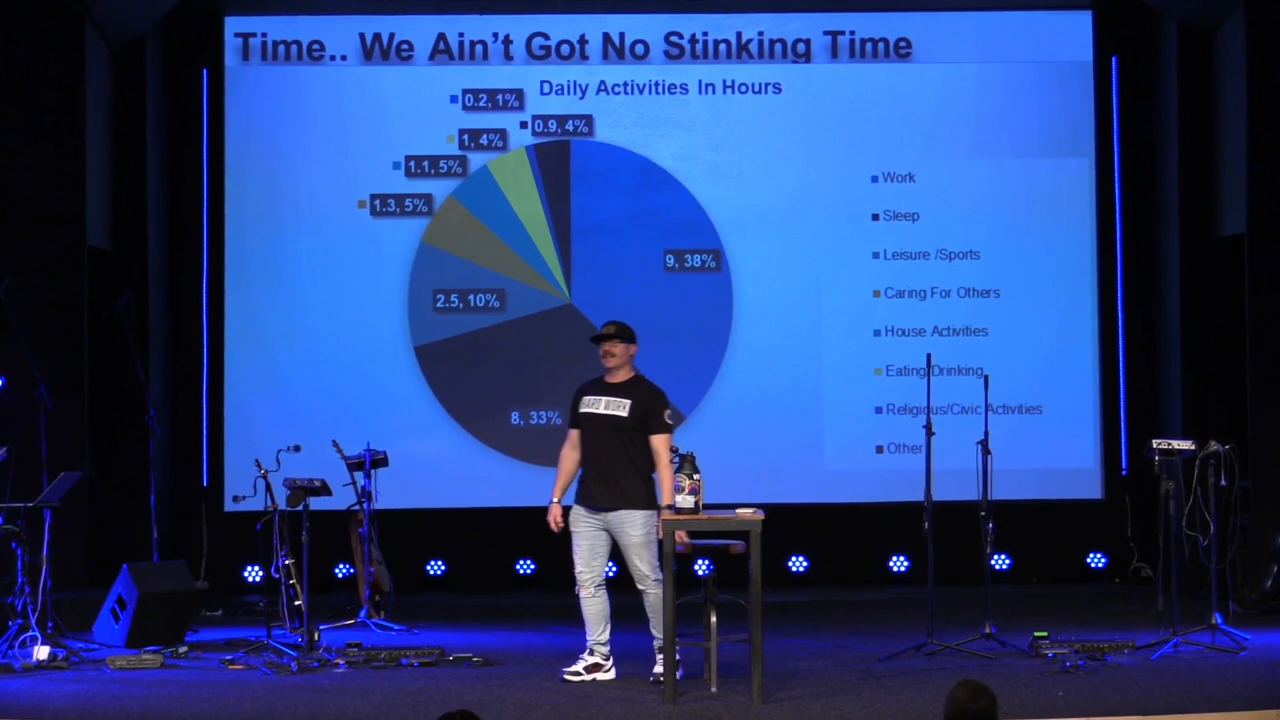 Time.. We Ain't Got No Stinking Time
Daily Activities In Hours
0.2, 1%
0.9, 4%
1, 4%
1.1, 5%
1.3, 5%
2.5, 10%
9, 38%
8, 33%
Work
Sleep
Leisure /Sports
Caring For Others
House Activities
Eating/Drinking
Religious/Civic Activities
Other
HARD WORK